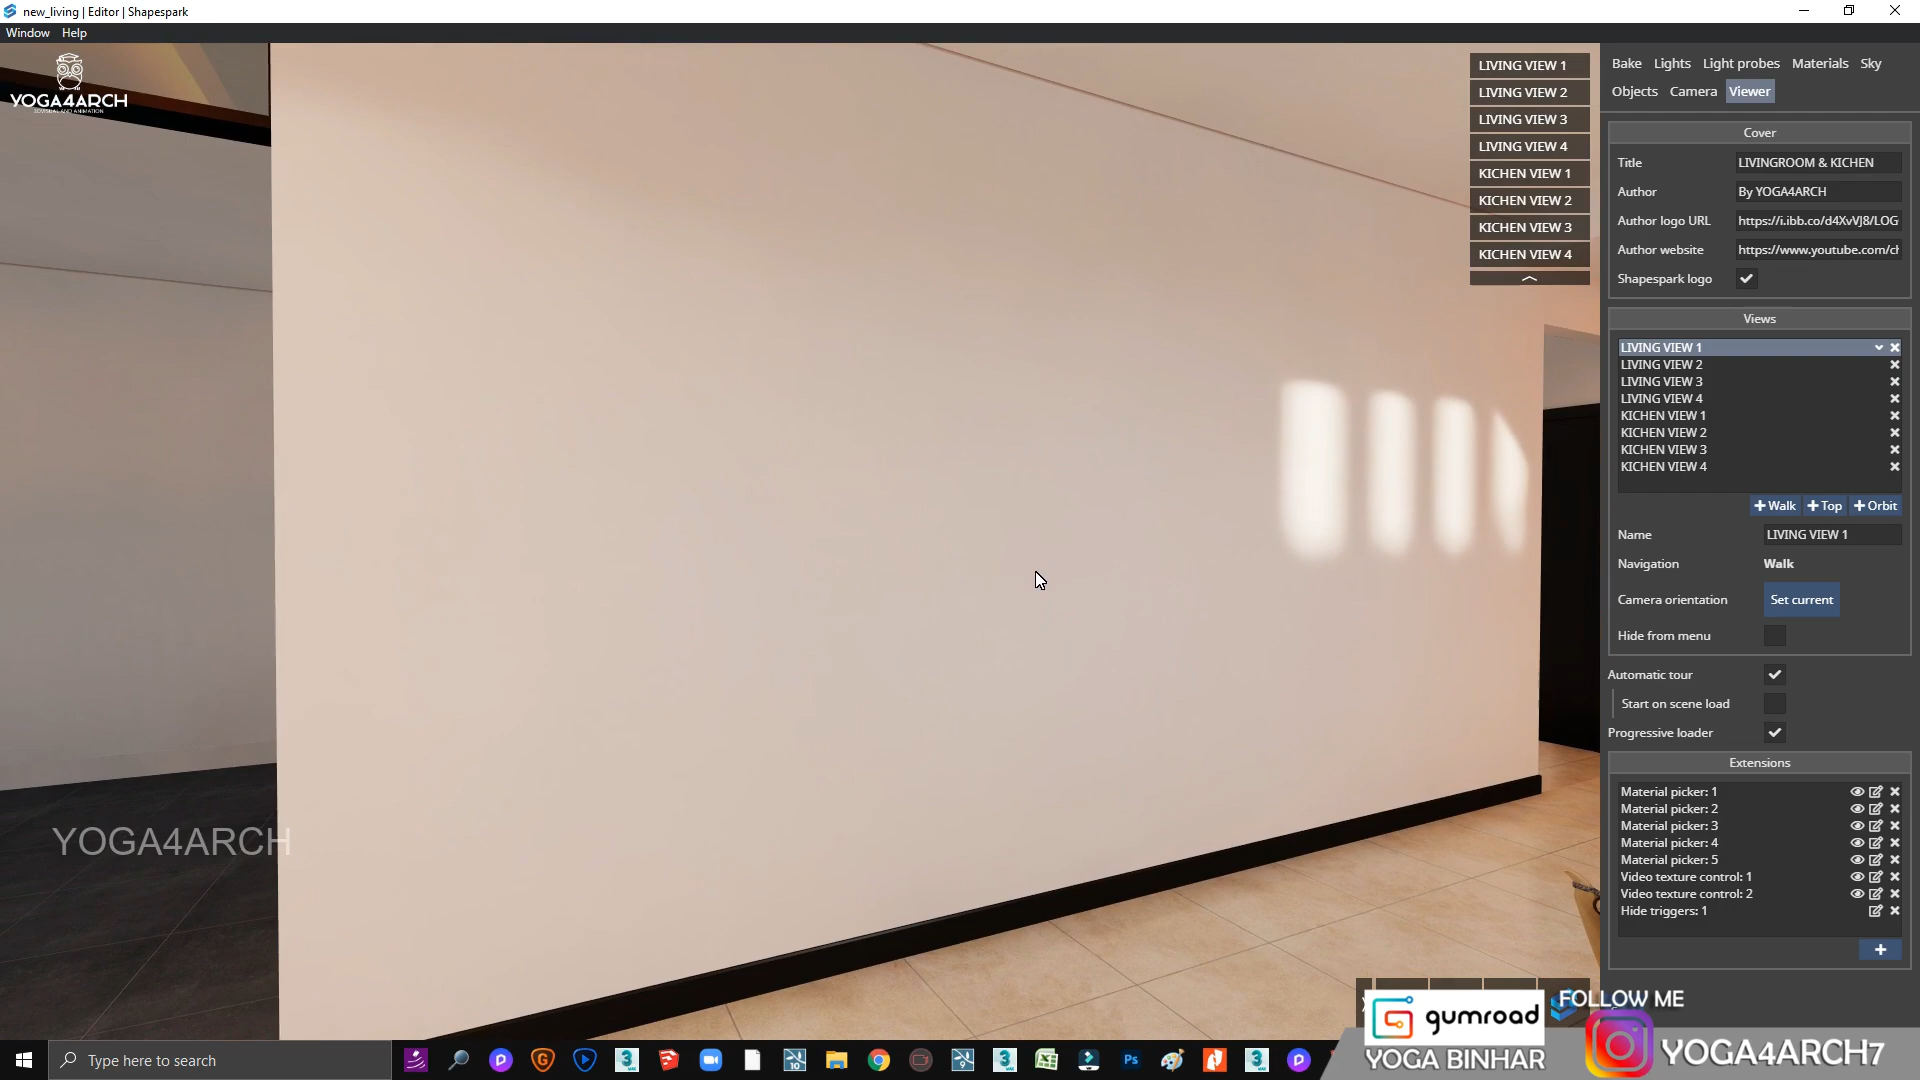 new_living | Editor | Shapespark
Window Help
YOGA4ARCH
LIVING VIEW 1
LIVING VIEW 2
LIVING VIEW 3
LIVING VIEW 4
KICHEN VIEW 1
KICHEN VIEW 2
KICHEN VIEW 3
KICHEN VIEW 4
Bake Lights Light probes Materials Sky
Objects Camera Viewer
Cover
Title LIVINGROOM & KICHEN
Author By YOGA4ARCH
Author logo URL https://i.ibb.co/d4XvVJ8/LOG
Author website https://www.youtube.com/cl
Shapespark logo
Views
LIVING VIEW 1
LIVING VIEW 2
LIVING VIEW 3
LIVING VIEW 4
KICHEN VIEW 1
KICHEN VIEW 2
KICHEN VIEW 3
KICHEN VIEW 4
+Walk +Top +Orbit
Name LIVING VIEW 1
Navigation Walk
Camera orientation Set current
Hide from menu
Automatic tour
Start on scene load
Progressive loader
Extensions
Material picker: 1
Material picker: 2
Material picker: 3
Material picker: 4
Material picker: 5
Video texture control: 1
Video texture control: 2
Hide triggers: 1
+
YOGA4ARCH
gumroad
YOGA BINHAR
FOLLOW ME
YOGA4ARCH7
Type here to search